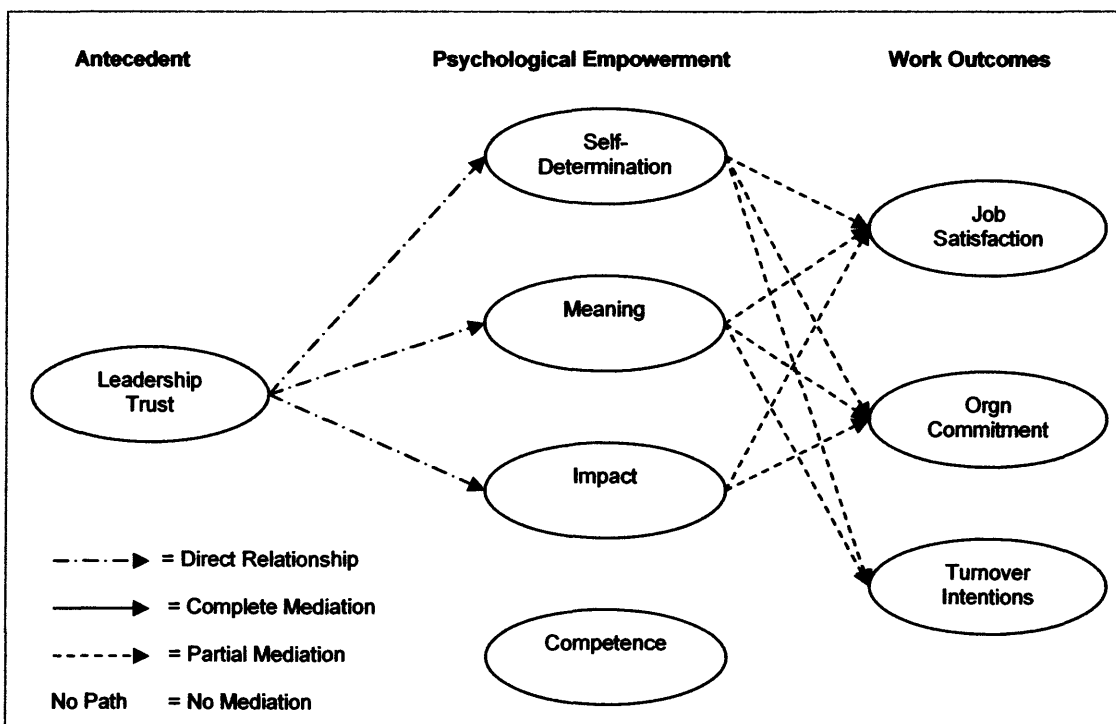 Antecedent
Psychological Empowerment
Work Outcomes
Self-
Determination
Job
Satisfaction
Meaning
Leadership
Trust
Orgn
Commitment
Impact
= Direct Relationship
Turnover
Intentions
= Complete Mediation
Competence
= Partial Mediation
No Path = No Mediation